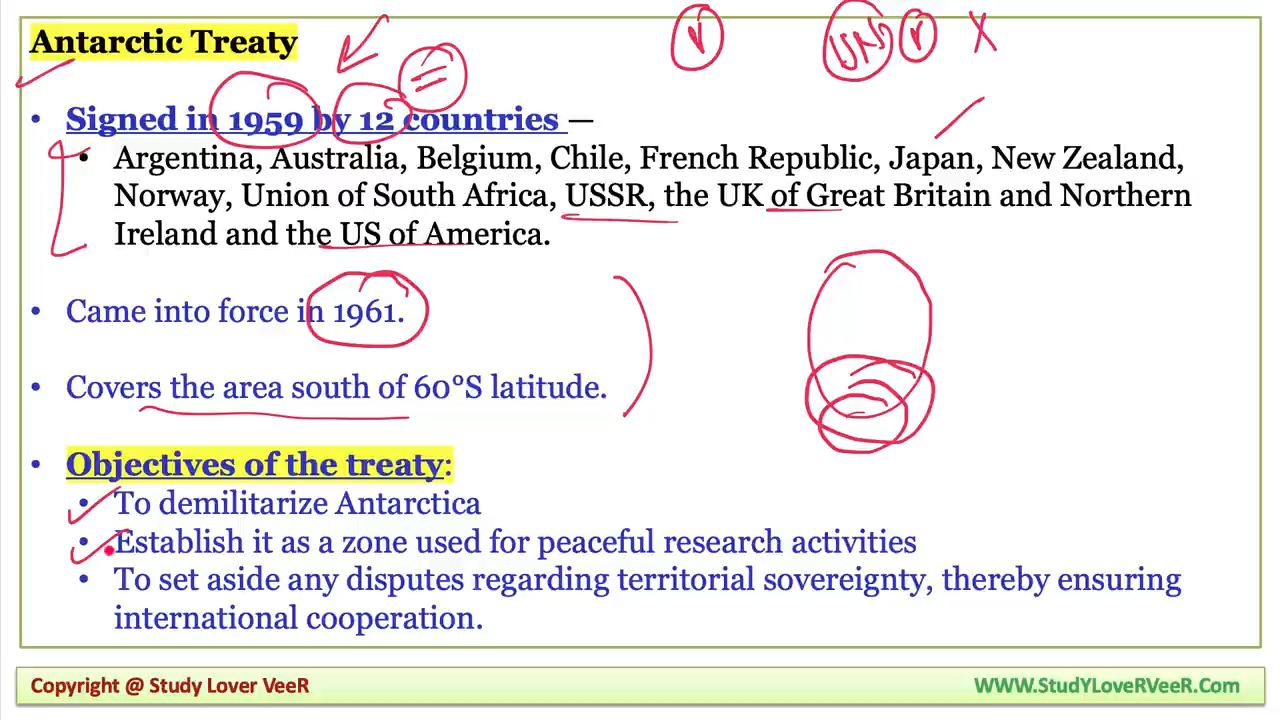 Antarctic Treaty
• Signed in 1959 by 12 countries —
• Argentina, Australia, Belgium, Chile, French Republic, Japan, New Zealand,
Norway, Union of South Africa, USSR, the UK of Great Britain and Northern
Ireland and the US of America.
• Came into force in 1961.
• Covers the area south of 60°S latitude.
• Objectives of the treaty:
• To demilitarize Antarctica
• Establish it as a zone used for peaceful research activities
• To set aside any disputes regarding territorial sovereignty, thereby ensuring
international cooperation.
Copyright @ Study Lover VeeR
WWW.StudYLoveRVeeR.Com